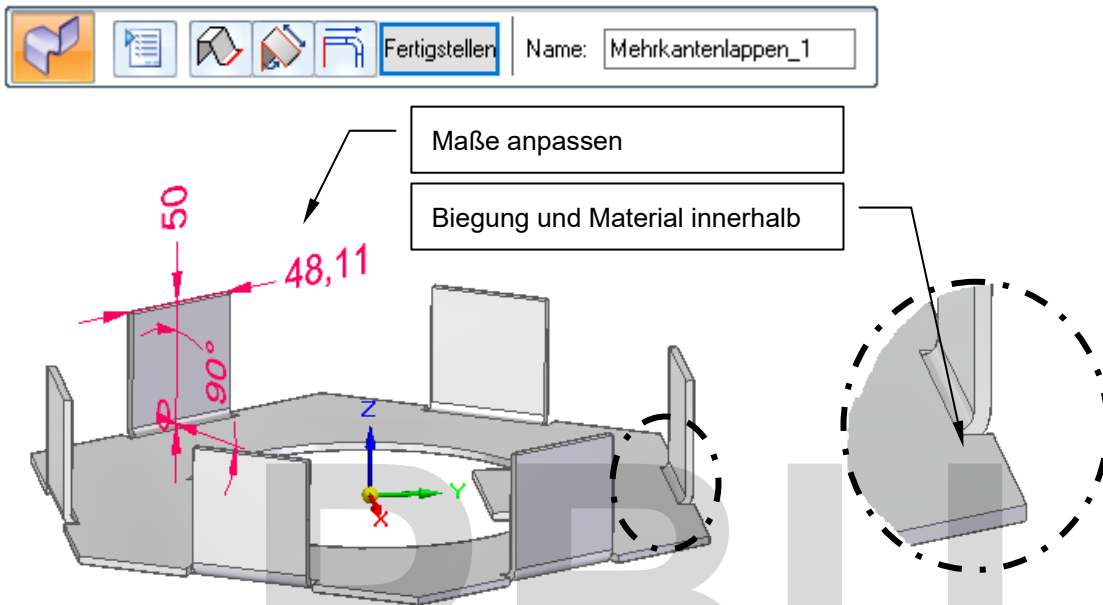 Fertigstellen Name: Mehrkantenlappen_1
Maße anpassen
Biegung und Material innerhalb
50
48,11
90°
Z
Y
X